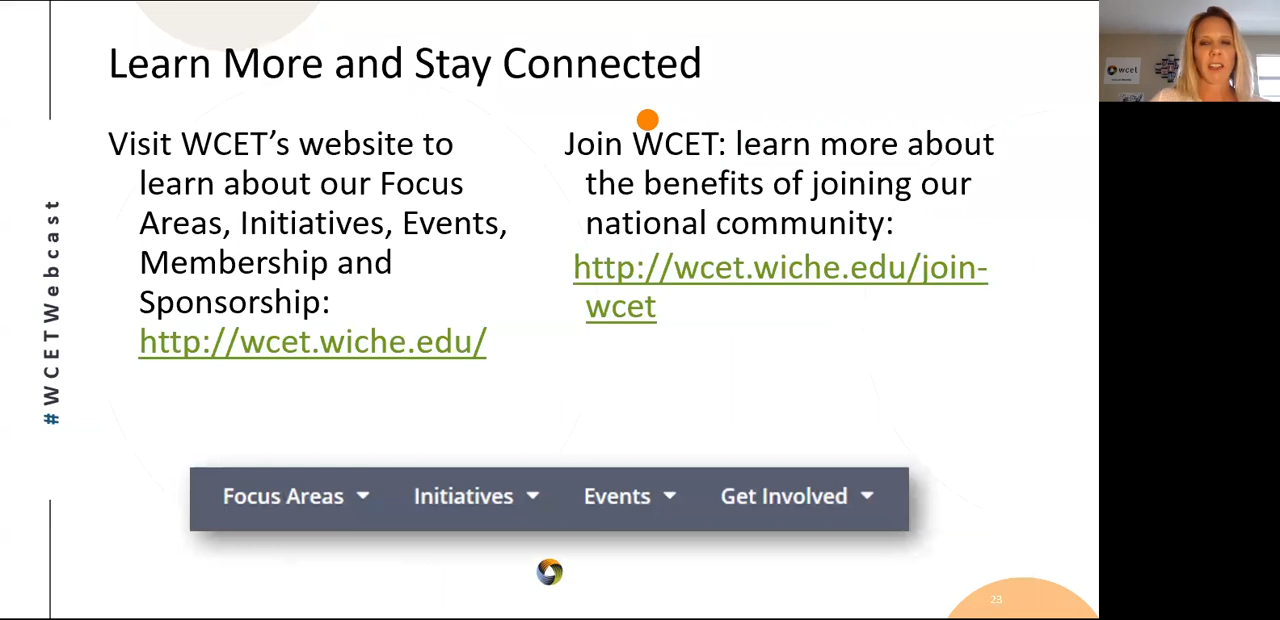 Learn More and Stay Connected
Visit WCET’s website to
learn about our Focus
Areas, Initiatives, Events,
Membership and
Sponsorship:
http://wcet.wiche.edu/
Join WCET: learn more about
the benefits of joining our
national community:
http://wcet.wiche.edu/join-
wcet
#WCETWebcast
Focus Areas Initiatives Events Get Involved
23
wcet